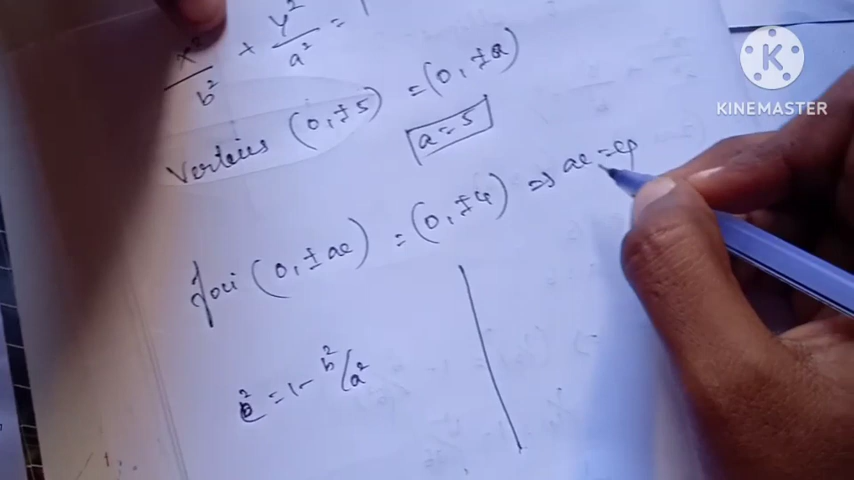 x²/b² + y²/a² = 1
Vertices (0, ±5) = (0, ±a)
a = 5
foci (0, ±ae) = (0, ±4) ⇒ ae = 4
e² = 1 - b²/a²
KINEMASTER